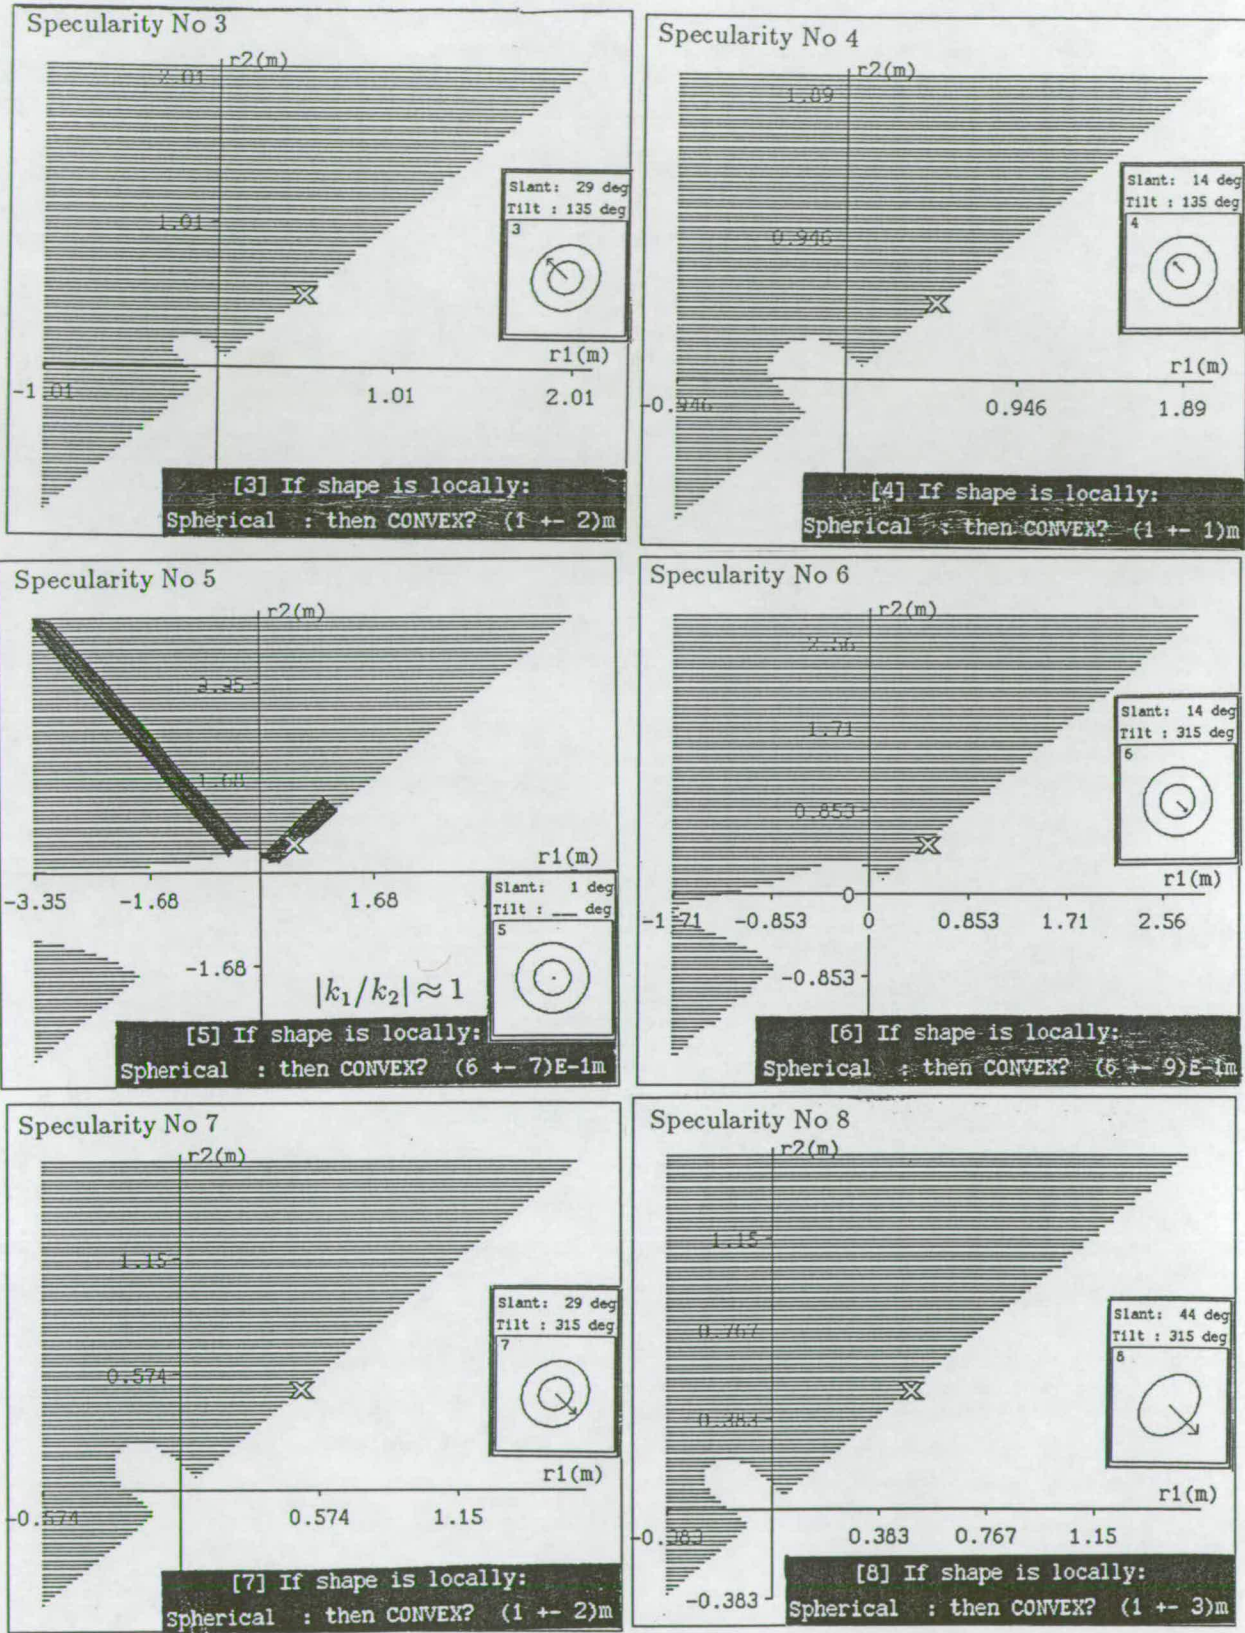 Specularity No 3
r2(m)
2.01
Slant: 29 deg
Tilt : 135 deg
3
1.01
r1(m)
-1.01
1.01
2.01
[3] If shape is locally:
Spherical : then CONVEX? (1 +- 2)m
Specularity No 4
r2(m)
1.89
Slant: 14 deg
Tilt : 135 deg
4
0.946
r1(m)
-0.946
0.946
1.89
[4] If shape is locally:
Spherical : then CONVEX? (1 +- 1)m
Specularity No 5
r2(m)
3.35
1.68
r1(m)
-3.35
-1.68
1.68
Slant: 1 deg
Tilt : ___ deg
5
-1.68
|k₁/k₂| ≈ 1
[5] If shape is locally:
Spherical : then CONVEX? (6 +- 7)E-1m
Specularity No 6
r2(m)
2.56
Slant: 14 deg
Tilt : 315 deg
6
1.71
0.853
r1(m)
0
-1.71
-0.853
0
0.853
1.71
2.56
-0.853
[6] If shape is locally:
Spherical : then CONVEX? (6 +- 9)E-1m
Specularity No 7
r2(m)
1.15
Slant: 29 deg
Tilt : 315 deg
7
0.574
r1(m)
-0.574
0.574
1.15
[7] If shape is locally:
Spherical : then CONVEX? (1 +- 2)m
Specularity No 8
r2(m)
1.15
Slant: 44 deg
Tilt : 315 deg
8
0.767
0.383
r1(m)
-0.383
0.383
0.767
1.15
-0.383
[8] If shape is locally:
Spherical : then CONVEX? (1 +- 3)m